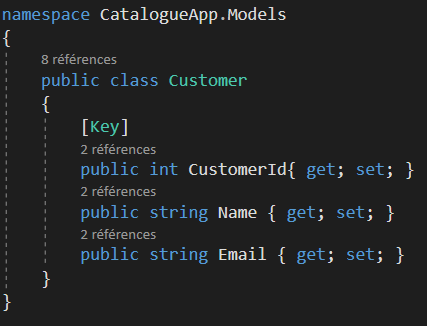 namespace CatalogueApp.Models
{
8 références
public class Customer
{
[Key]
2 références
public int CustomerId{ get; set; }
2 références
public string Name { get; set; }
2 références
public string Email { get; set; }
}
}